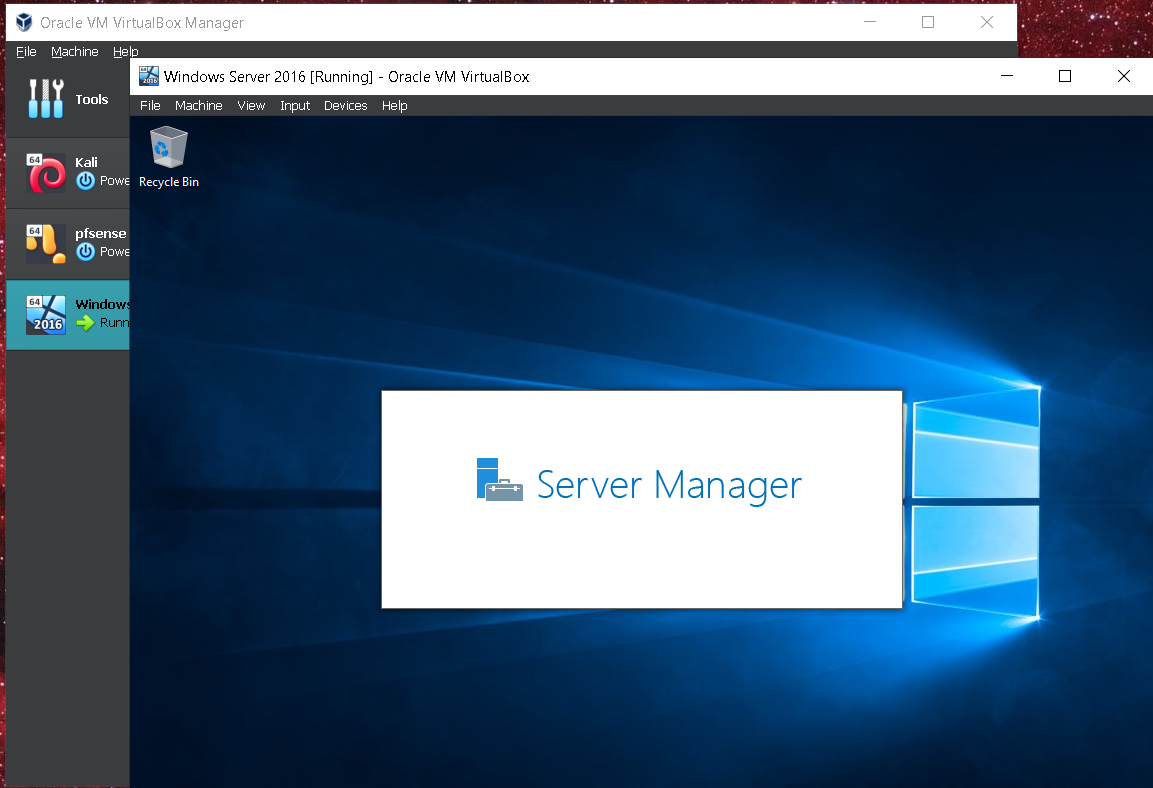 Oracle VM VirtualBox Manager
File Machine Help
Tools
64
Kali
Powe
64
pfsense
Powe
64
2016
Windows
Runn
2016
Windows Server 2016 [Running] - Oracle VM VirtualBox
File Machine View Input Devices Help
Recycle Bin
Server Manager